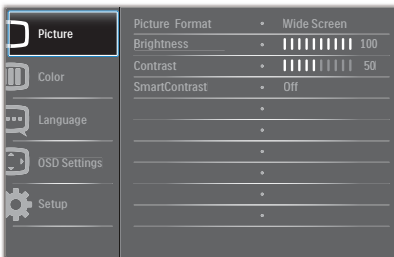 Picture
Color
Language
OSD Settings
Setup
Picture Format • Wide Screen
Brightness • 100
Contrast • 50
SmartContrast • Off
•
•
•
•
•
•